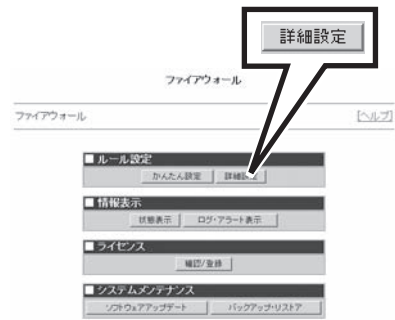 詳細設定
ファイアウォール
ファイアウォール [ヘルプ]
■ ルール設定
かんたん設定 詳細設定
■ 情報表示
状態表示 ログ・アラート表示
■ ライセンス
確認/登録
■ システムメンテナンス
ソフトウェアアップデート バックアップ・リストア